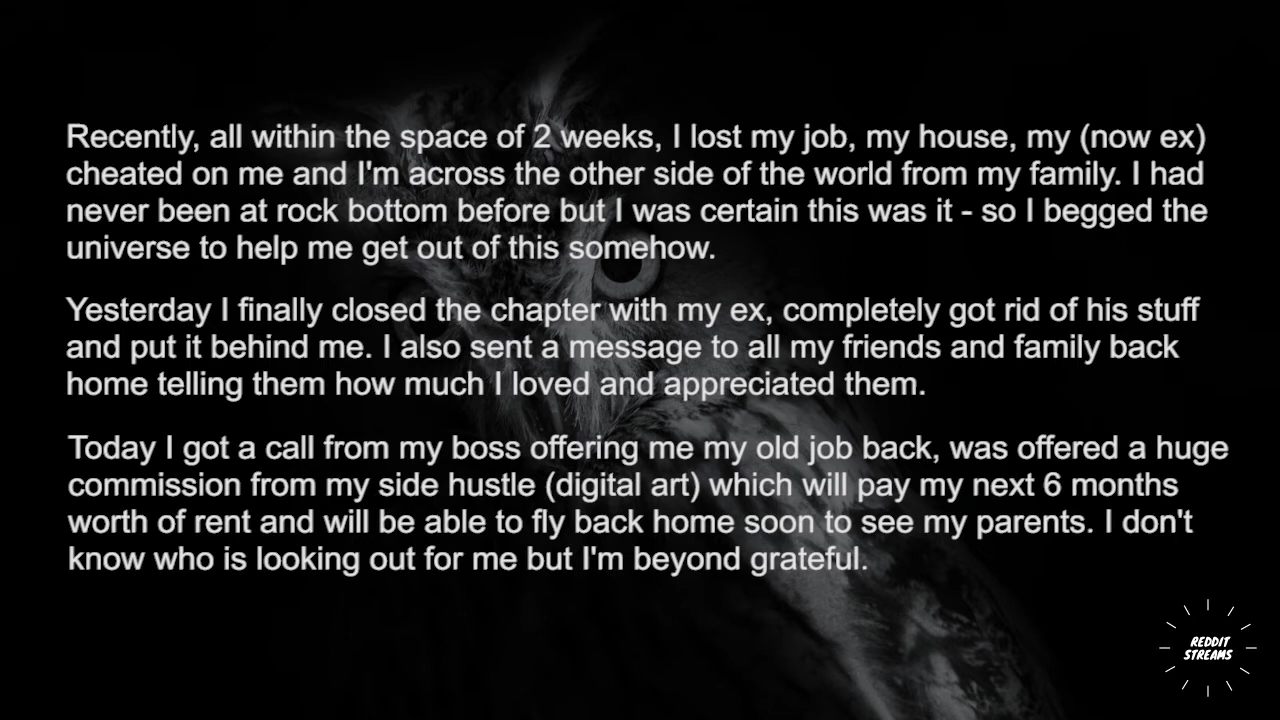 Recently, all within the space of 2 weeks, I lost my job, my house, my (now ex)
cheated on me and I'm across the other side of the world from my family. I had
never been at rock bottom before but I was certain this was it - so I begged the
universe to help me get out of this somehow.
Yesterday I finally closed the chapter with my ex, completely got rid of his stuff
and put it behind me. I also sent a message to all my friends and family back
home telling them how much I loved and appreciated them.
Today I got a call from my boss offering me my old job back, was offered a huge
commission from my side hustle (digital art) which will pay my next 6 months
worth of rent and will be able to fly back home soon to see my parents. I don't
know who is looking out for me but I'm beyond grateful.
REDDIT
STREAMS